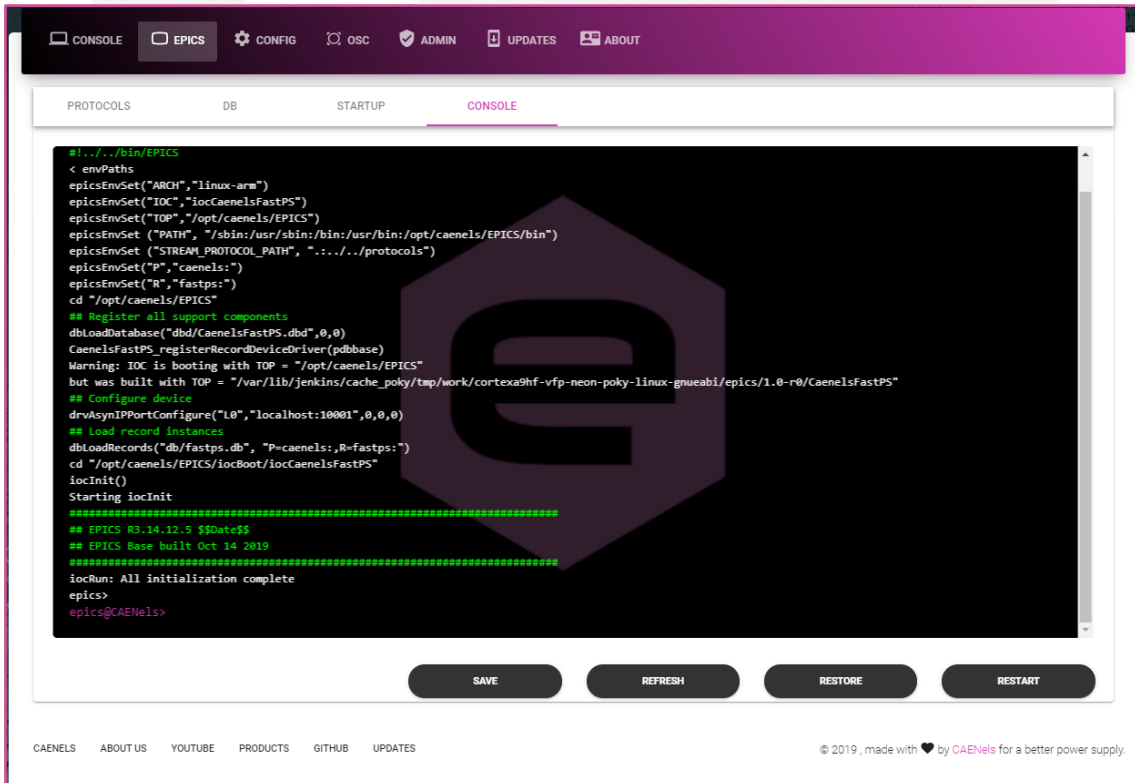 CONSOLE EPICS CONFIG OSC ADMIN UPDATES ABOUT
PROTOCOLS DB STARTUP CONSOLE
#!../../bin/EPICS
< envPaths
epicsEnvSet("ARCH","linux-arm")
epicsEnvSet("IOC","iocCaenelsFastPS")
epicsEnvSet("TOP","/opt/caenels/EPICS")
epicsEnvSet ("PATH", "/sbin:/usr/sbin:/bin:/usr/bin:/opt/caenels/EPICS/bin")
epicsEnvSet ("STREAM_PROTOCOL_PATH", ".:../../protocols")
epicsEnvSet("P","caenels:")
epicsEnvSet("R","fastps:")
cd "/opt/caenels/EPICS"
## Register all support components
dbLoadDatabase("dbd/CaenelsFastPS.dbd",0,0)
CaenelsFastPS_registerRecordDeviceDriver(pdbbase)
Warning: IOC is booting with TOP = "/opt/caenels/EPICS"
but was built with TOP = "/var/lib/jenkins/cache_poky/tmp/work/cortexa9hf-vfp-neon-poky-linux-gnueabi/epics/1.0-r0/CaenelsFastPS"
## Configure device
drvAsynIPPortConfigure("L0","localhost:10001",0,0,0)
## Load record instances
dbLoadRecords("db/fastps.db", "P=caenels:,R=fastps:")
cd "/opt/caenels/EPICS/iocBoot/iocCaenelsFastPS"
iocInit()
Starting iocInit
############################################################################
## EPICS R3.14.12.5 $$Date$$
## EPICS Base built Oct 14 2019
############################################################################
iocRun: All initialization complete
epics>
epics@CAENels>
SAVE REFRESH RESTORE RESTART
CAENELS ABOUT US YOUTUBE PRODUCTS GITHUB UPDATES © 2019 , made with ♥ by CAENels for a better power supply.